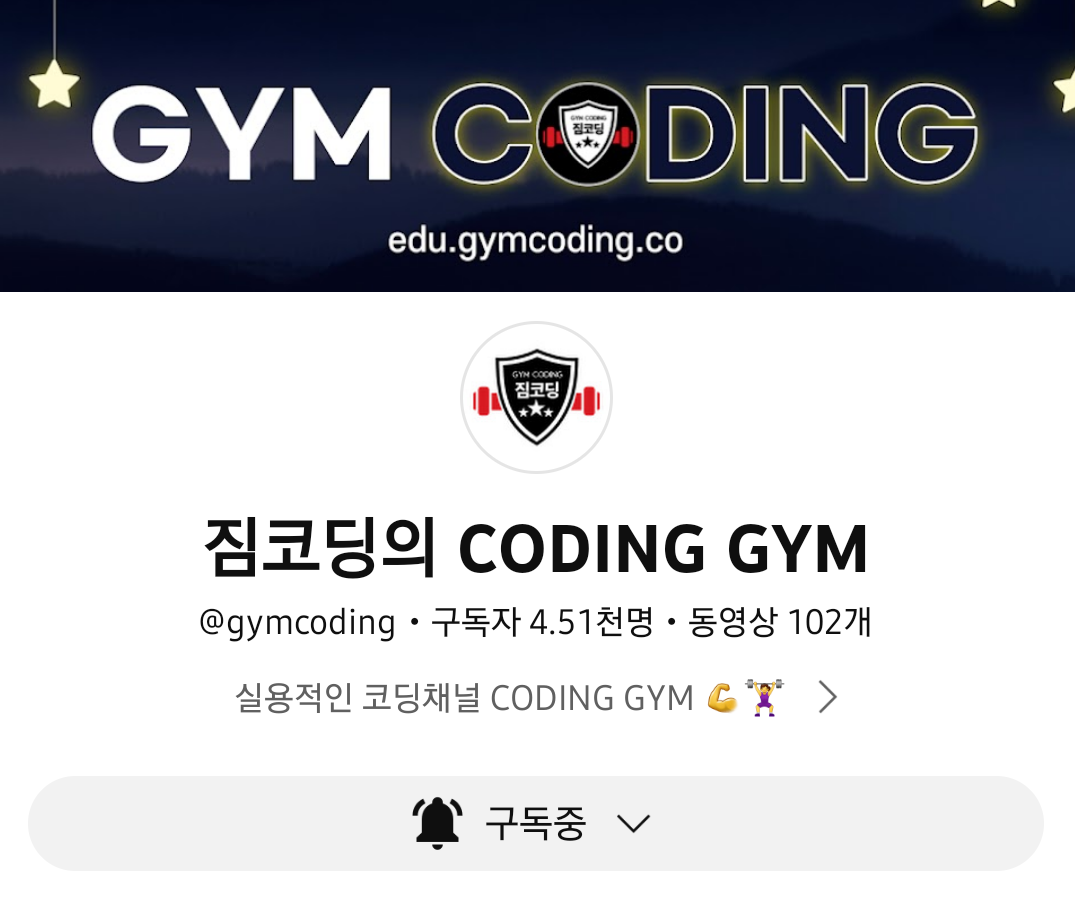 GYM CODING
GYM CODING
짐코딩
edu.gymcoding.co
GYM CODING
짐코딩
짐코딩의 CODING GYM
@gymcoding • 구독자 4.51천명 • 동영상 102개
실용적인 코딩채널 CODING GYM 💪🏋️‍♀️ >
구독중